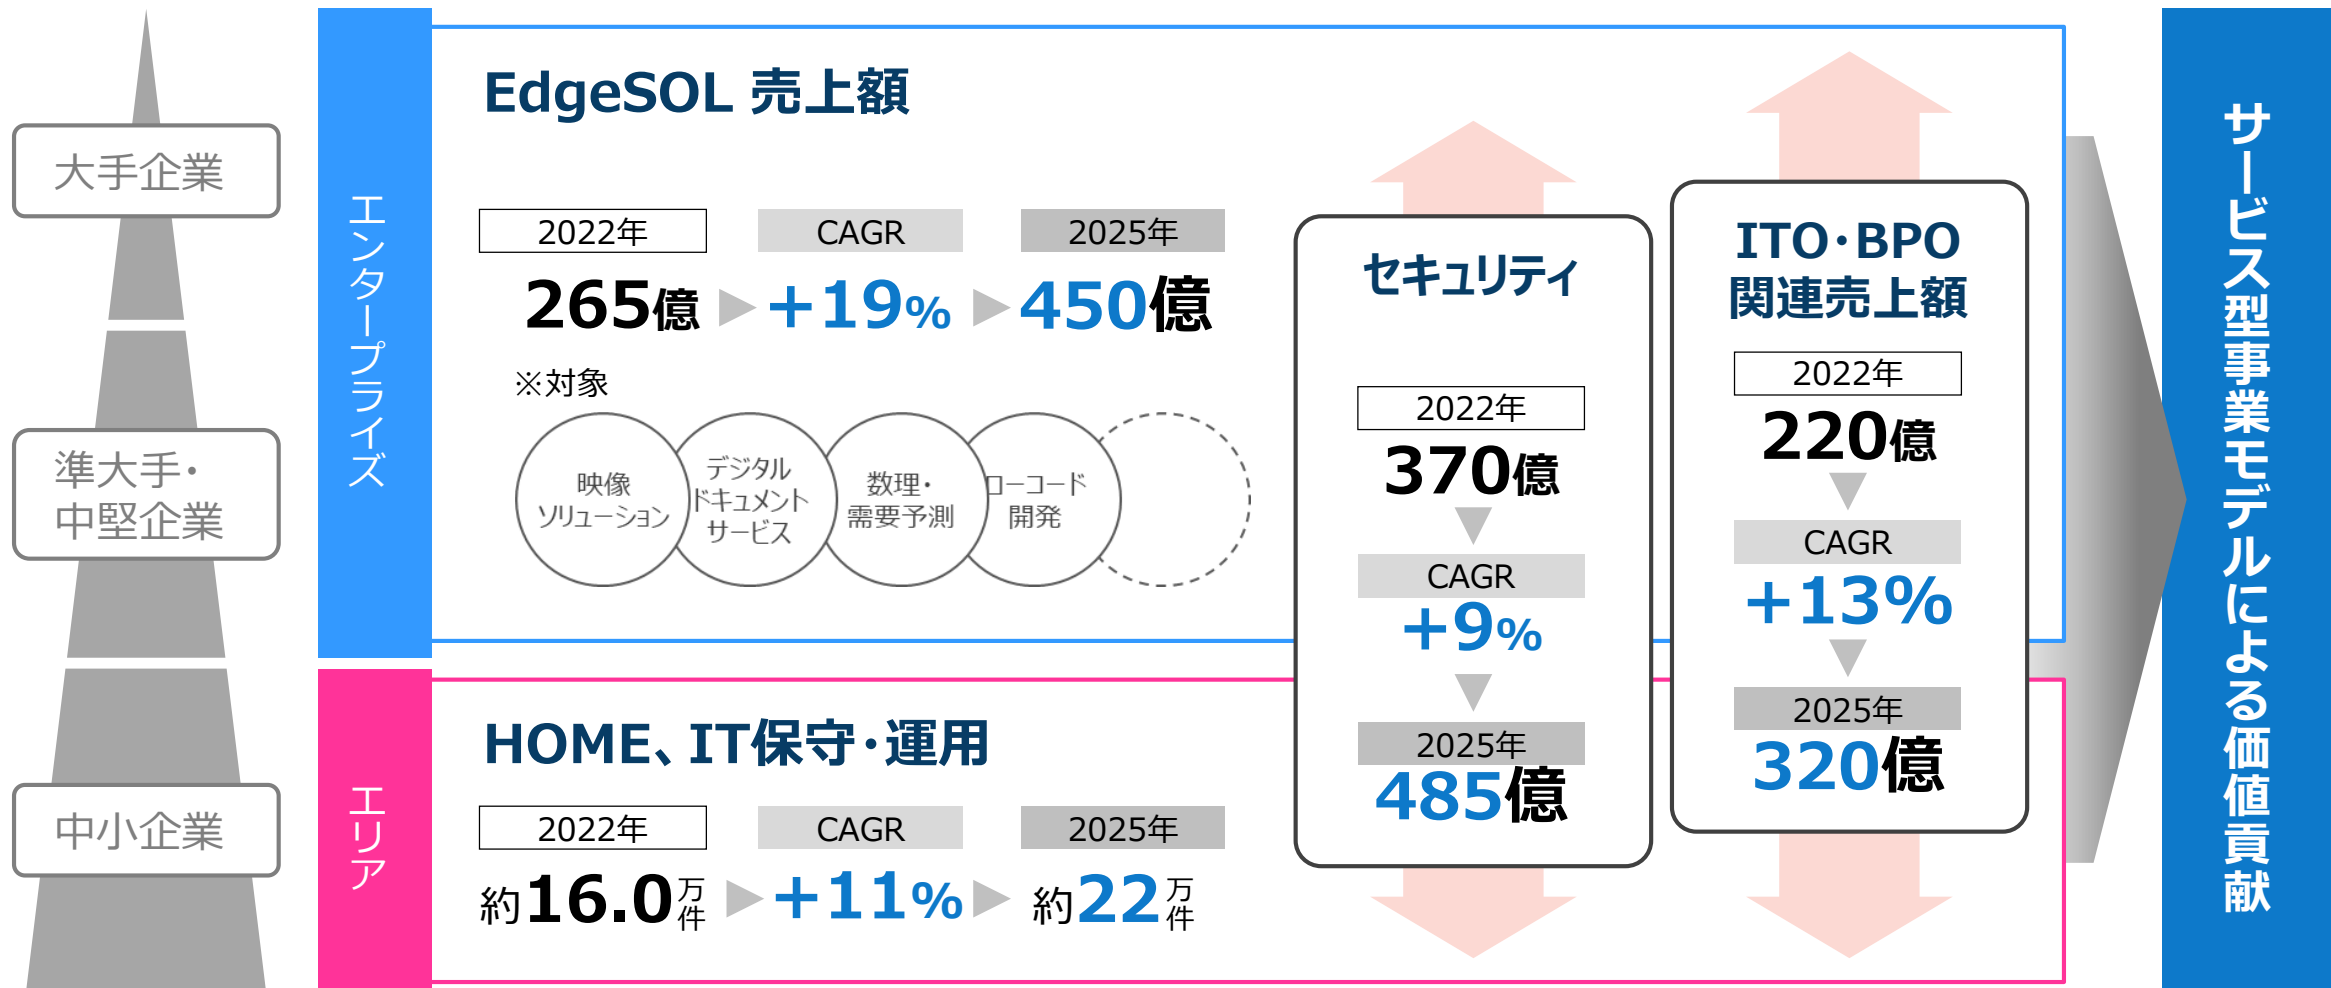 大手企業
準大手・
中堅企業
中小企業
エンタープライズ
EdgeSOL 売上額
2022年
CAGR
2025年
265億
+19%
450億
※対象
映像
ソリューション
デジタル
ドキュメント
サービス
数理・
需要予測
ローコード
開発
エリア
HOME、IT保守・運用
2022年
CAGR
2025年
約16.0万件
+11%
約22万件
セキュリティ
2022年
370億
CAGR
+9%
2025年
485億
ITO・BPO
関連売上額
2022年
220億
CAGR
+13%
2025年
320億
サービス型事業モデルによる価値貢献